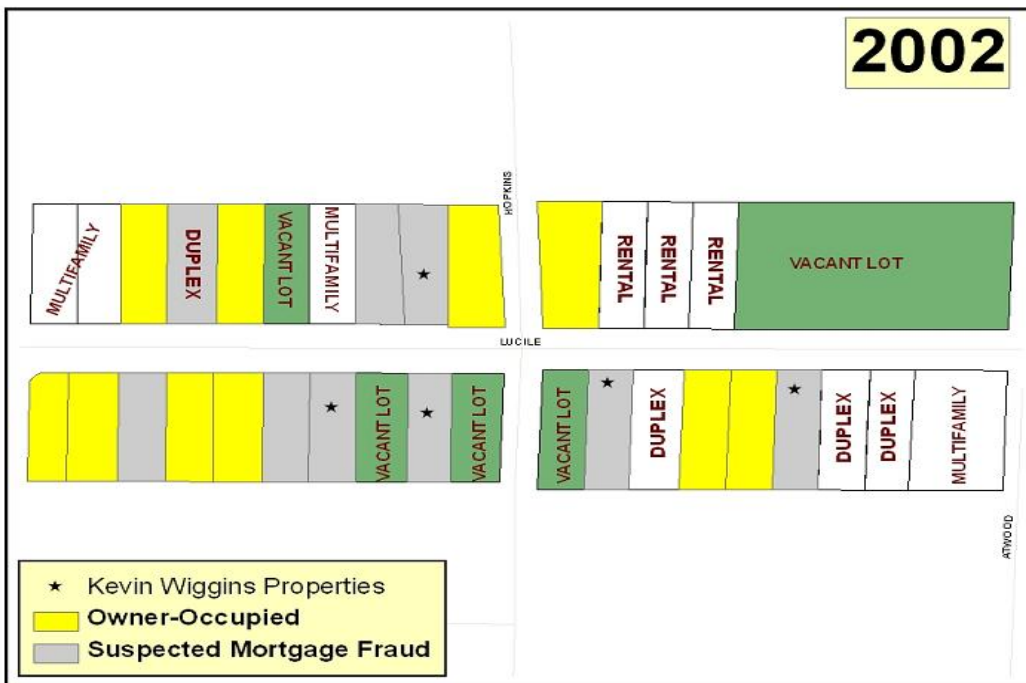 2002
HOPKINS
MULTIFAMILY
DUPLEX
VACANT LOT
MULTIFAMILY
RENTAL
RENTAL
RENTAL
VACANT LOT
LUCILE
VACANT LOT
VACANT LOT
VACANT LOT
DUPLEX
DUPLEX
DUPLEX
MULTIFAMILY
ATWOOD
Kevin Wiggins Properties
Owner-Occupied
Suspected Mortgage Fraud